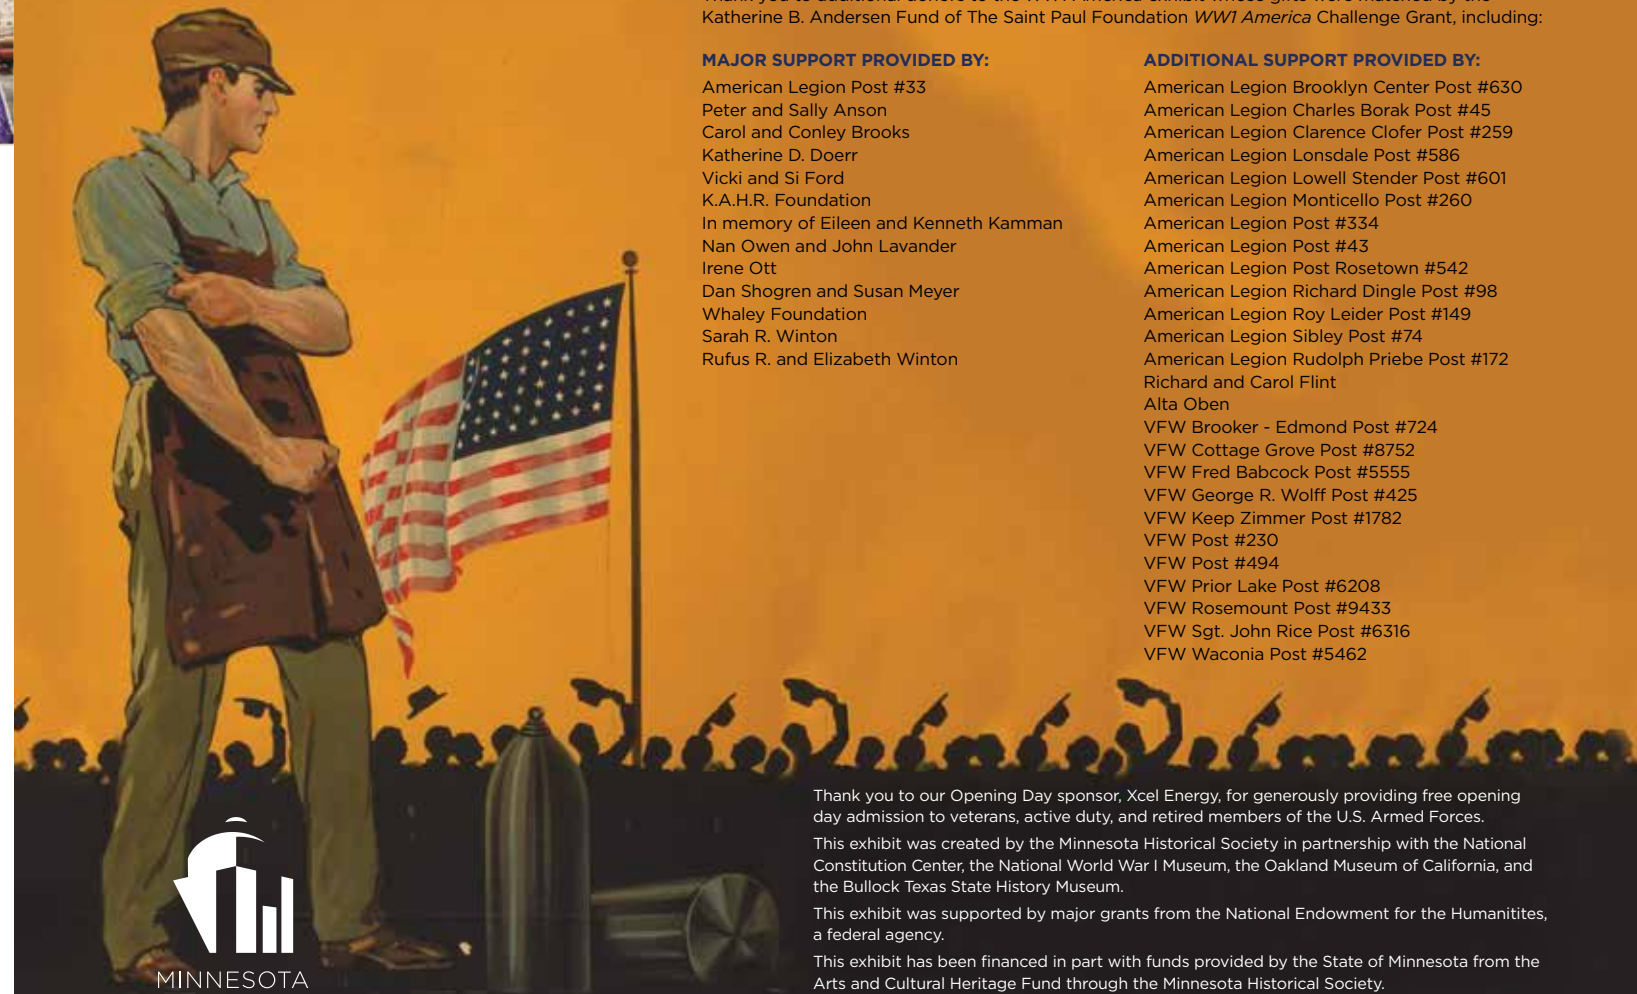 Katherine B. Andersen Fund of The Saint Paul Foundation WW1 America Challenge Grant, including:
MAJOR SUPPORT PROVIDED BY:
American Legion Post #33
Peter and Sally Anson
Carol and Conley Brooks
Katherine D. Doerr
Vicki and Si Ford
K.A.H.R. Foundation
In memory of Eileen and Kenneth Kamman
Nan Owen and John Lavander
Irene Ott
Dan Shogren and Susan Meyer
Whaley Foundation
Sarah R. Winton
Rufus R. and Elizabeth Winton
ADDITIONAL SUPPORT PROVIDED BY:
American Legion Brooklyn Center Post #630
American Legion Charles Borak Post #45
American Legion Clarence Clofer Post #259
American Legion Lonsdale Post #586
American Legion Lowell Stender Post #601
American Legion Monticello Post #260
American Legion Post #334
American Legion Post #43
American Legion Post Rosetown #542
American Legion Richard Dingle Post #98
American Legion Roy Leider Post #149
American Legion Sibley Post #74
American Legion Rudolph Priebe Post #172
Richard and Carol Flint
Alta Oben
VFW Brooker - Edmond Post #724
VFW Cottage Grove Post #8752
VFW Fred Babcock Post #5555
VFW George R. Wolff Post #425
VFW Keep Zimmer Post #1782
VFW Post #230
VFW Post #494
VFW Prior Lake Post #6208
VFW Rosemount Post #9433
VFW Sgt. John Rice Post #6316
VFW Waconia Post #5462
Thank you to our Opening Day sponsor, Xcel Energy, for generously providing free opening
day admission to veterans, active duty, and retired members of the U.S. Armed Forces.
This exhibit was created by the Minnesota Historical Society in partnership with the National
Constitution Center, the National World War I Museum, the Oakland Museum of California, and
the Bullock Texas State History Museum.
This exhibit was supported by major grants from the National Endowment for the Humanitites,
a federal agency.
This exhibit has been financed in part with funds provided by the State of Minnesota from the
Arts and Cultural Heritage Fund through the Minnesota Historical Society.
MINNESOTA